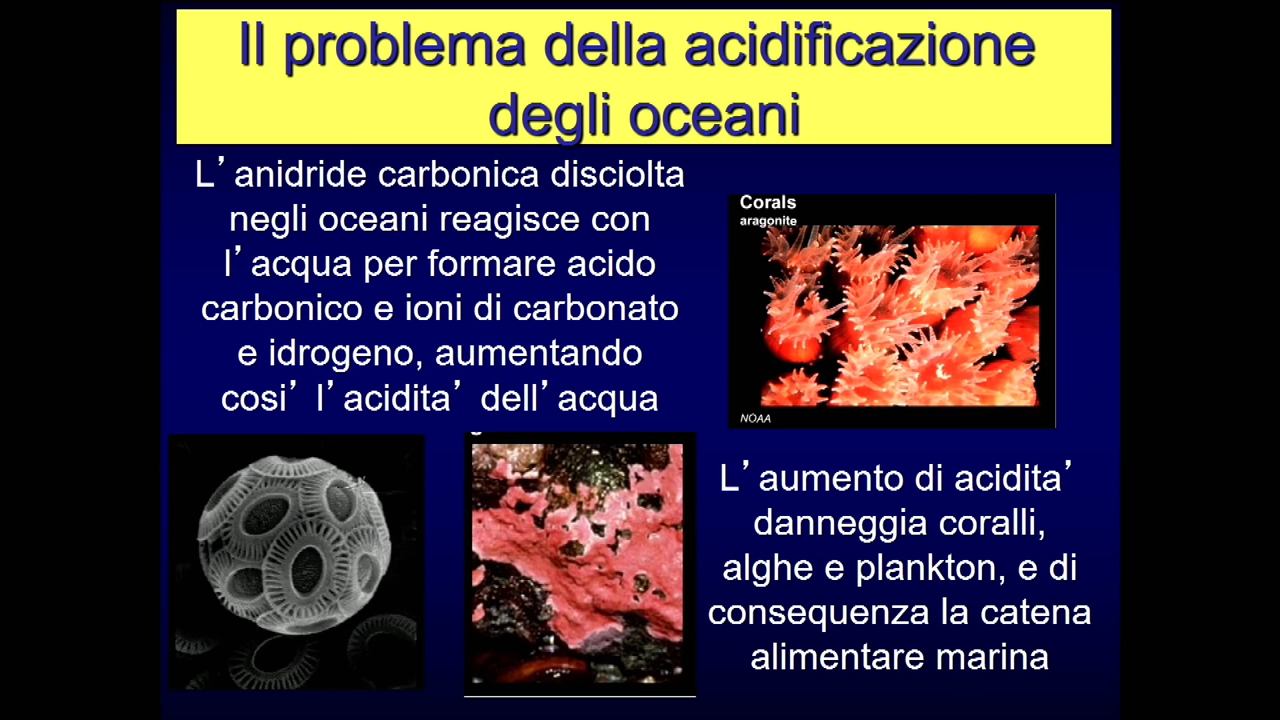 Il problema della acidificazione
degli oceani
L’anidride carbonica disciolta
negli oceani reagisce con
l’acqua per formare acido
carbonico e ioni di carbonato
e idrogeno, aumentando
cosi’ l’acidita’ dell’acqua
Corals
aragonite
NOAA
L’aumento di acidita’
danneggia coralli,
alghe e plankton, e di
consequenza la catena
alimentare marina